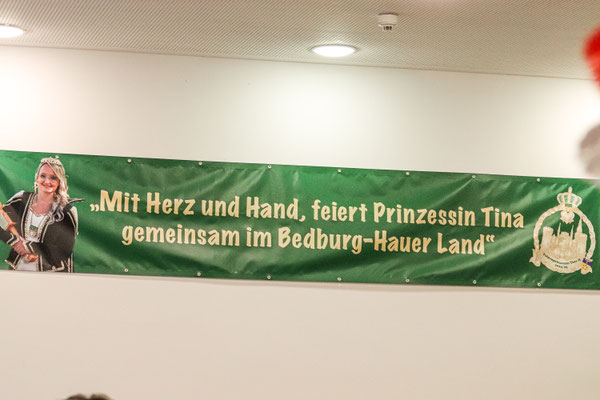 „Mit Herz und Hand, feiert Prinzessin Tina
gemeinsam im Bedburg-Hauer Land“